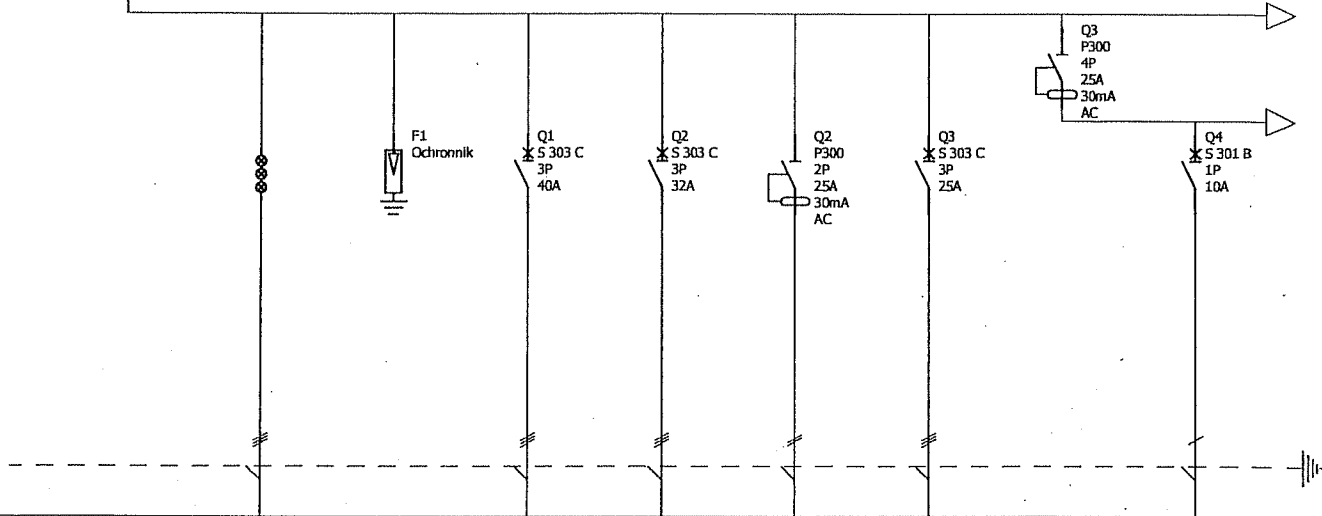 F1
Ochronnik
Q1
S 303 C
3P
40A
Q2
S 303 C
3P
32A
Q2
P300
2P
25A
30mA
AC
Q3
S 303 C
3P
25A
Q3
P300
4P
25A
30mA
AC
Q4
S 301 B
1P
10A